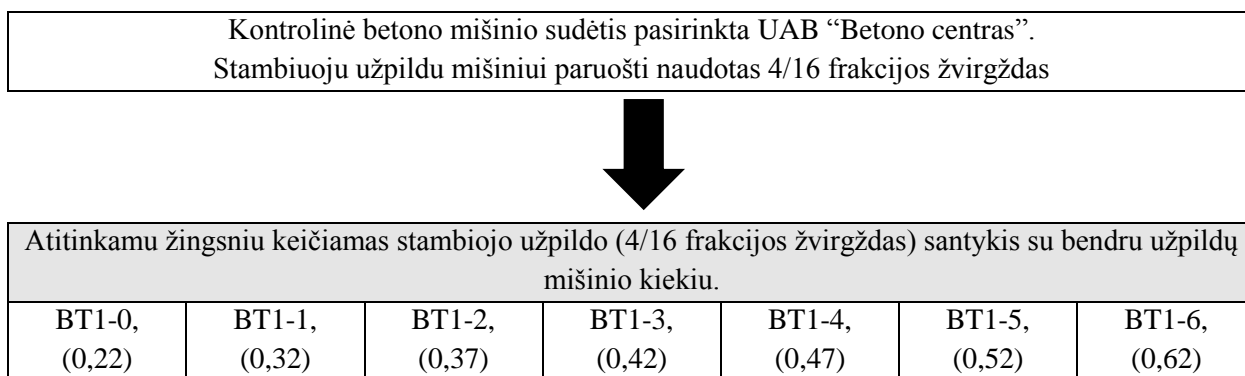 Kontrolinė betono mišinio sudėtis pasirinkta UAB “Betono centras”.
Stambiuoju užpildu mišiniui paruošti naudotas 4/16 frakcijos žvirgždas
Atitinkamu žingsniu keičiamas stambiojo užpildo (4/16 frakcijos žvirgždas) santykis su bendru užpildų
mišinio kiekiu.
BT1-0, BT1-1, BT1-2, BT1-3, BT1-4, BT1-5, BT1-6,
(0,22) (0,32) (0,37) (0,42) (0,47) (0,52) (0,62)